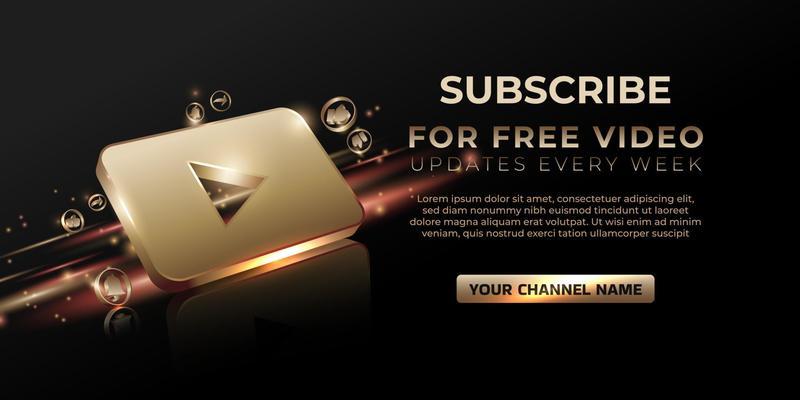 SUBSCRIBE
FOR FREE VIDEO
UPDATES EVERY WEEK
Lorem ipsum dolor sit amet, consectetuer adipiscing elit,
sed diam nonummy nibh euismod tincidunt ut laoreet
dolore magna aliquam erat volutpat. Ut wisi enim ad minim
veniam, quis nostrud exerci tation ullamcorper suscipit
YOUR CHANNEL NAME